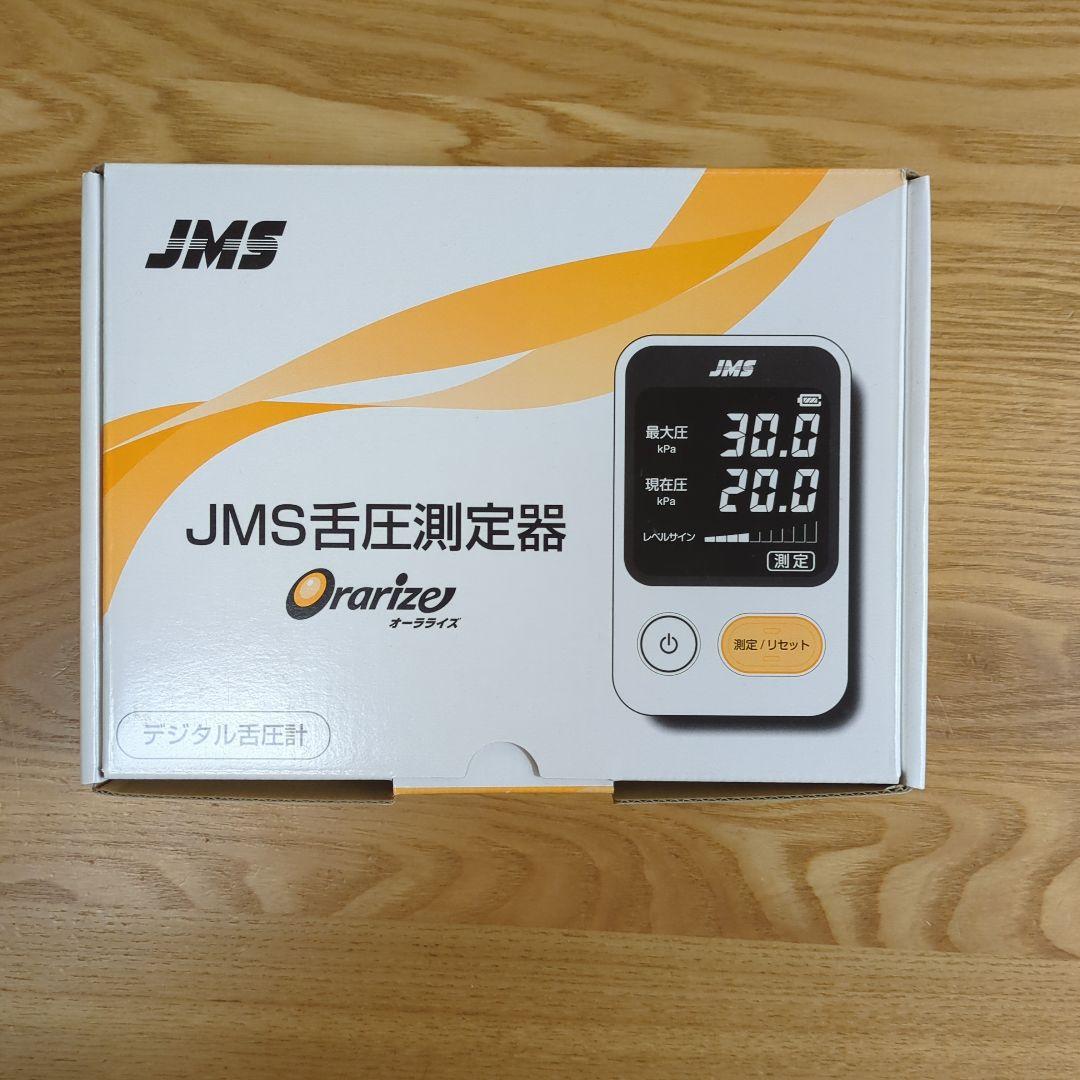 JMS
JMS
最大圧
kPa
30.0
現在圧
kPa
20.0
レベルサイン
測定
測定/リセット
JMS舌圧測定器
Orarize
オーラライズ
デジタル舌圧計